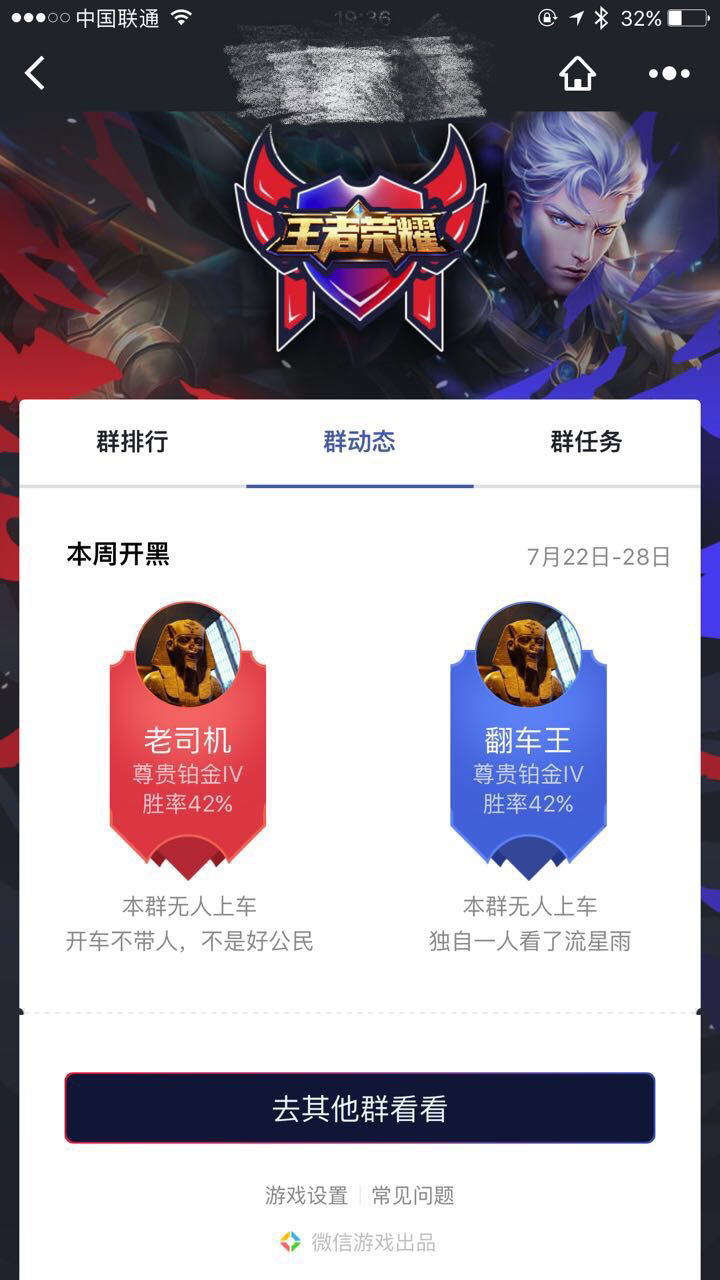 中国联通
19:36
32%
王者荣耀
群排行
群动态
群任务
本周开黑
7月22日-28日
老司机
尊贵铂金IV
胜率42%
翻车王
尊贵铂金IV
胜率42%
本群无人上车
开车不带人，不是好公民
本群无人上车
独自一人看了流星雨
去其他群看看
游戏设置
常见问题
微信游戏出品